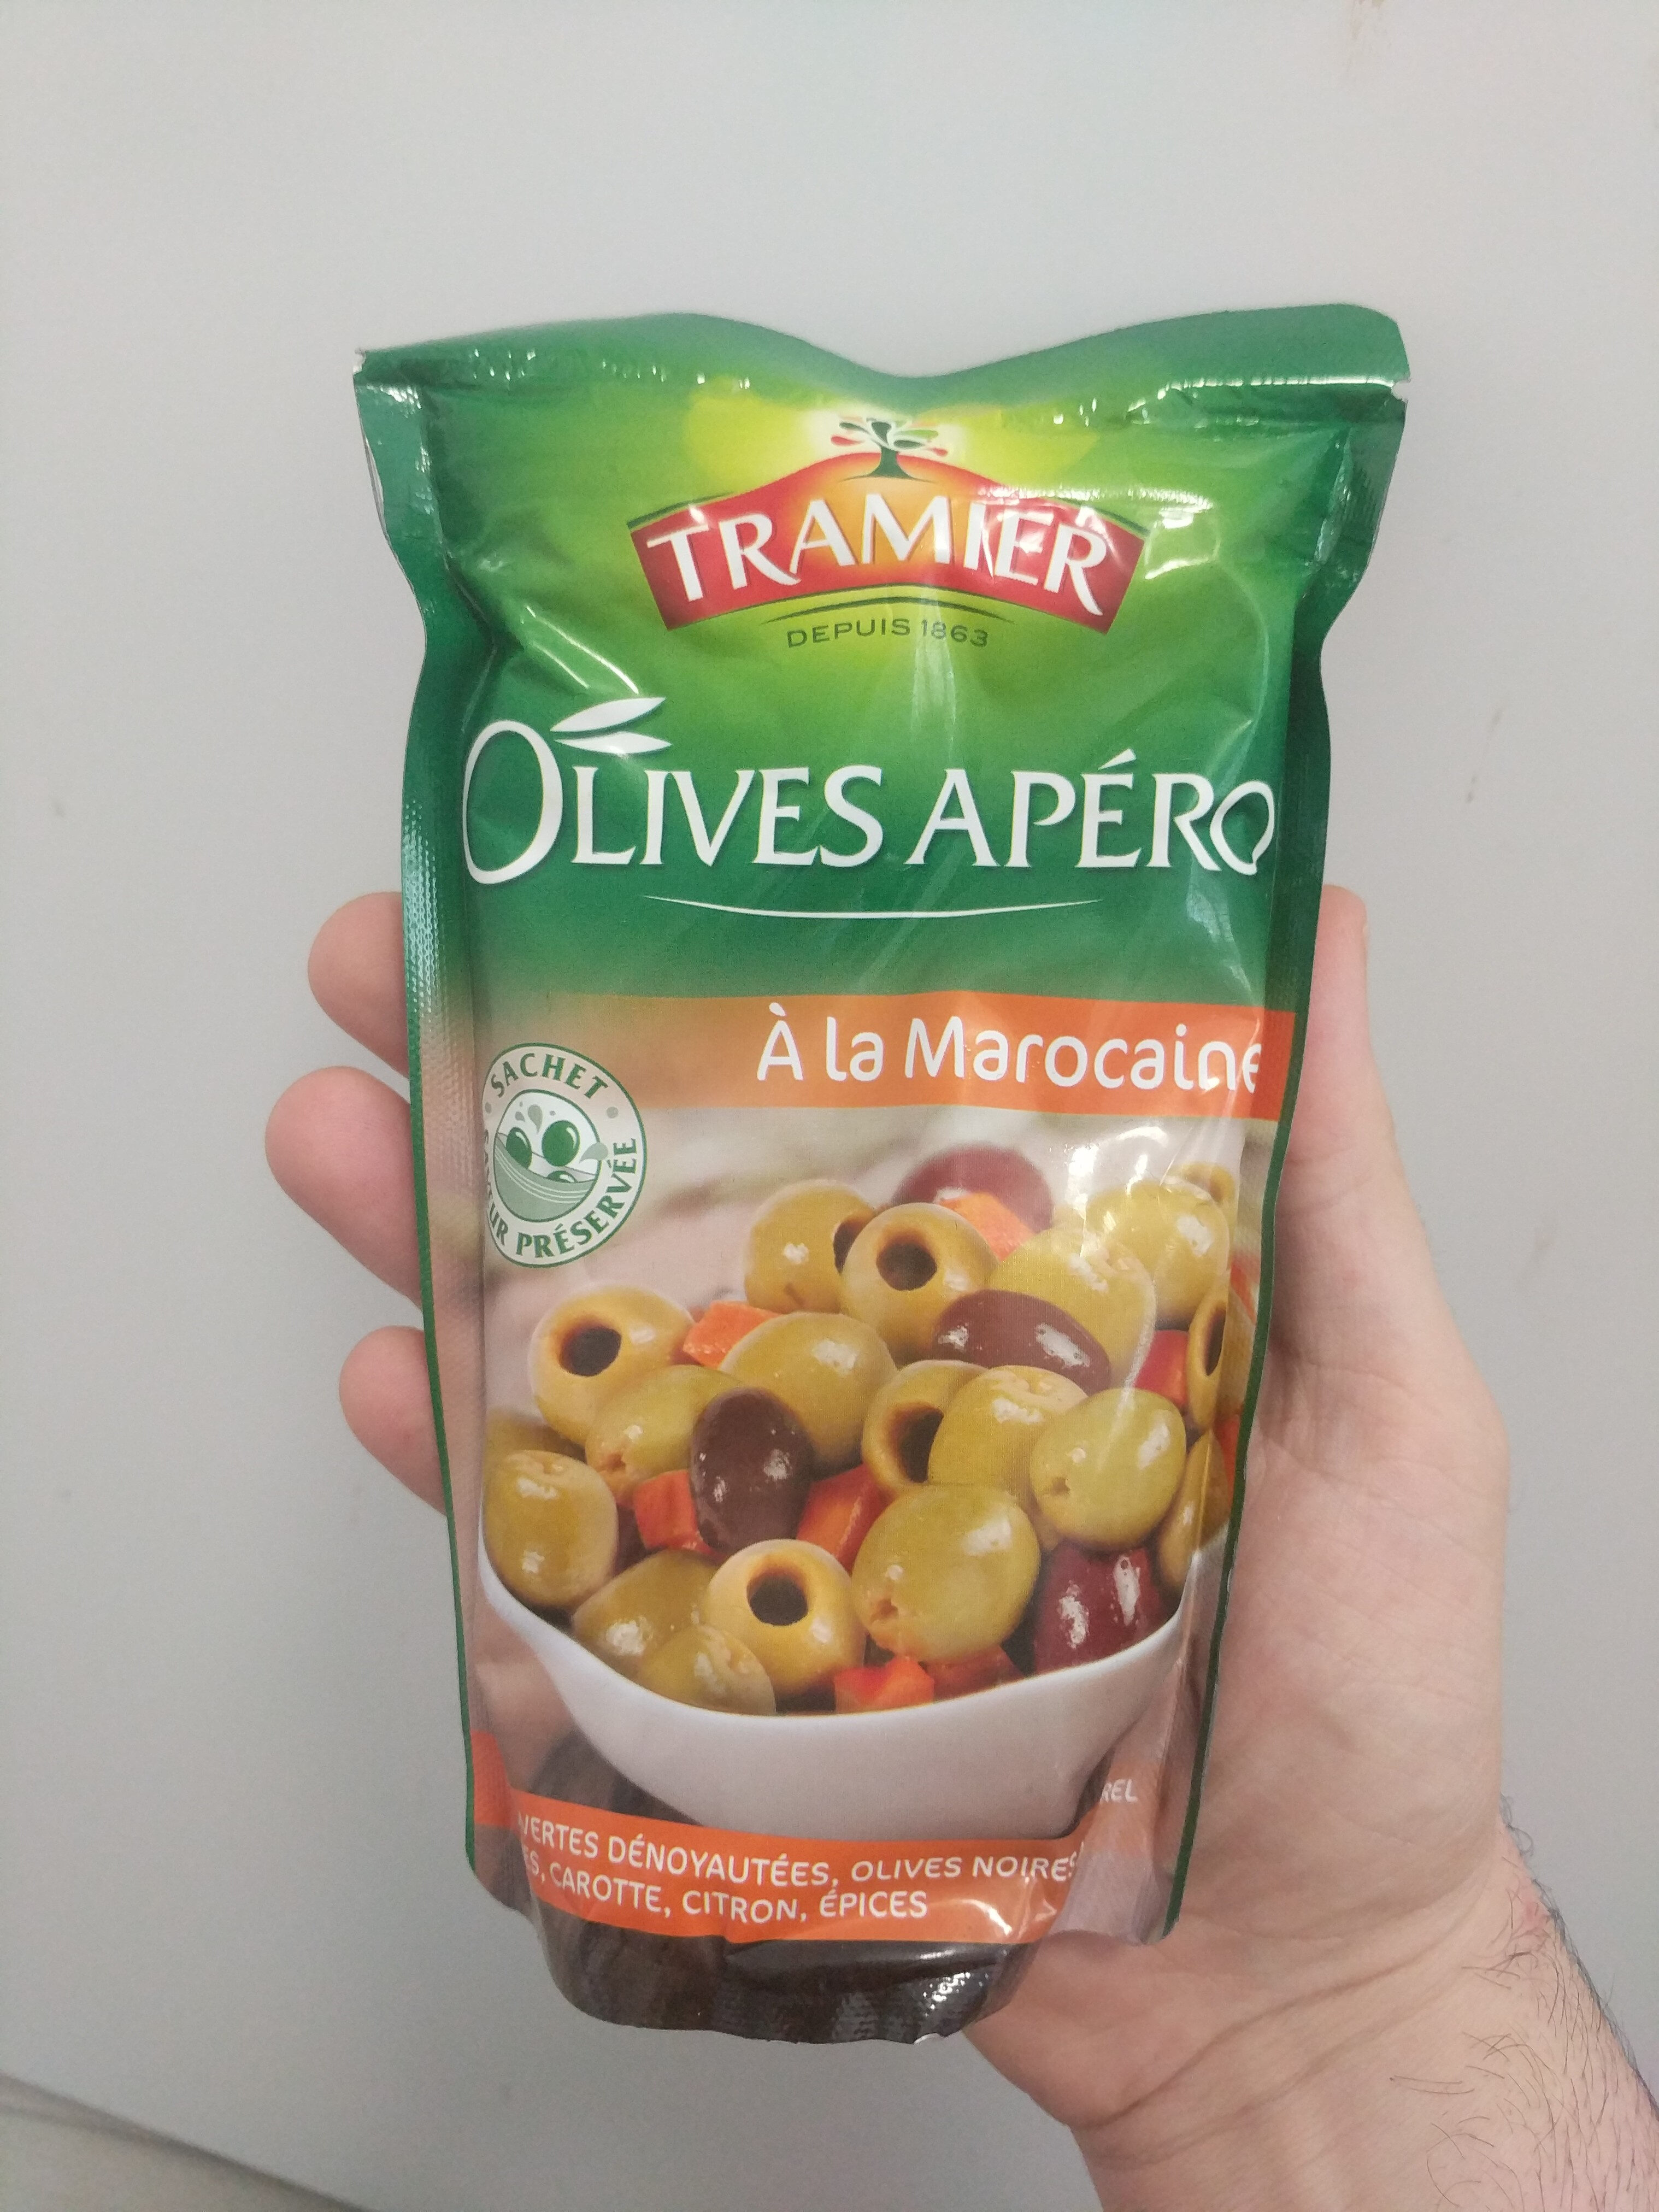 TRAMIER
DEPUIS 1863
OLIVES APÉRO
À la Marocaine
SACHET
PRÉSERVÉE
VERTES DÉNOYAUTÉES, OLIVES NOIRES
CAROTTE, CITRON, ÉPICES